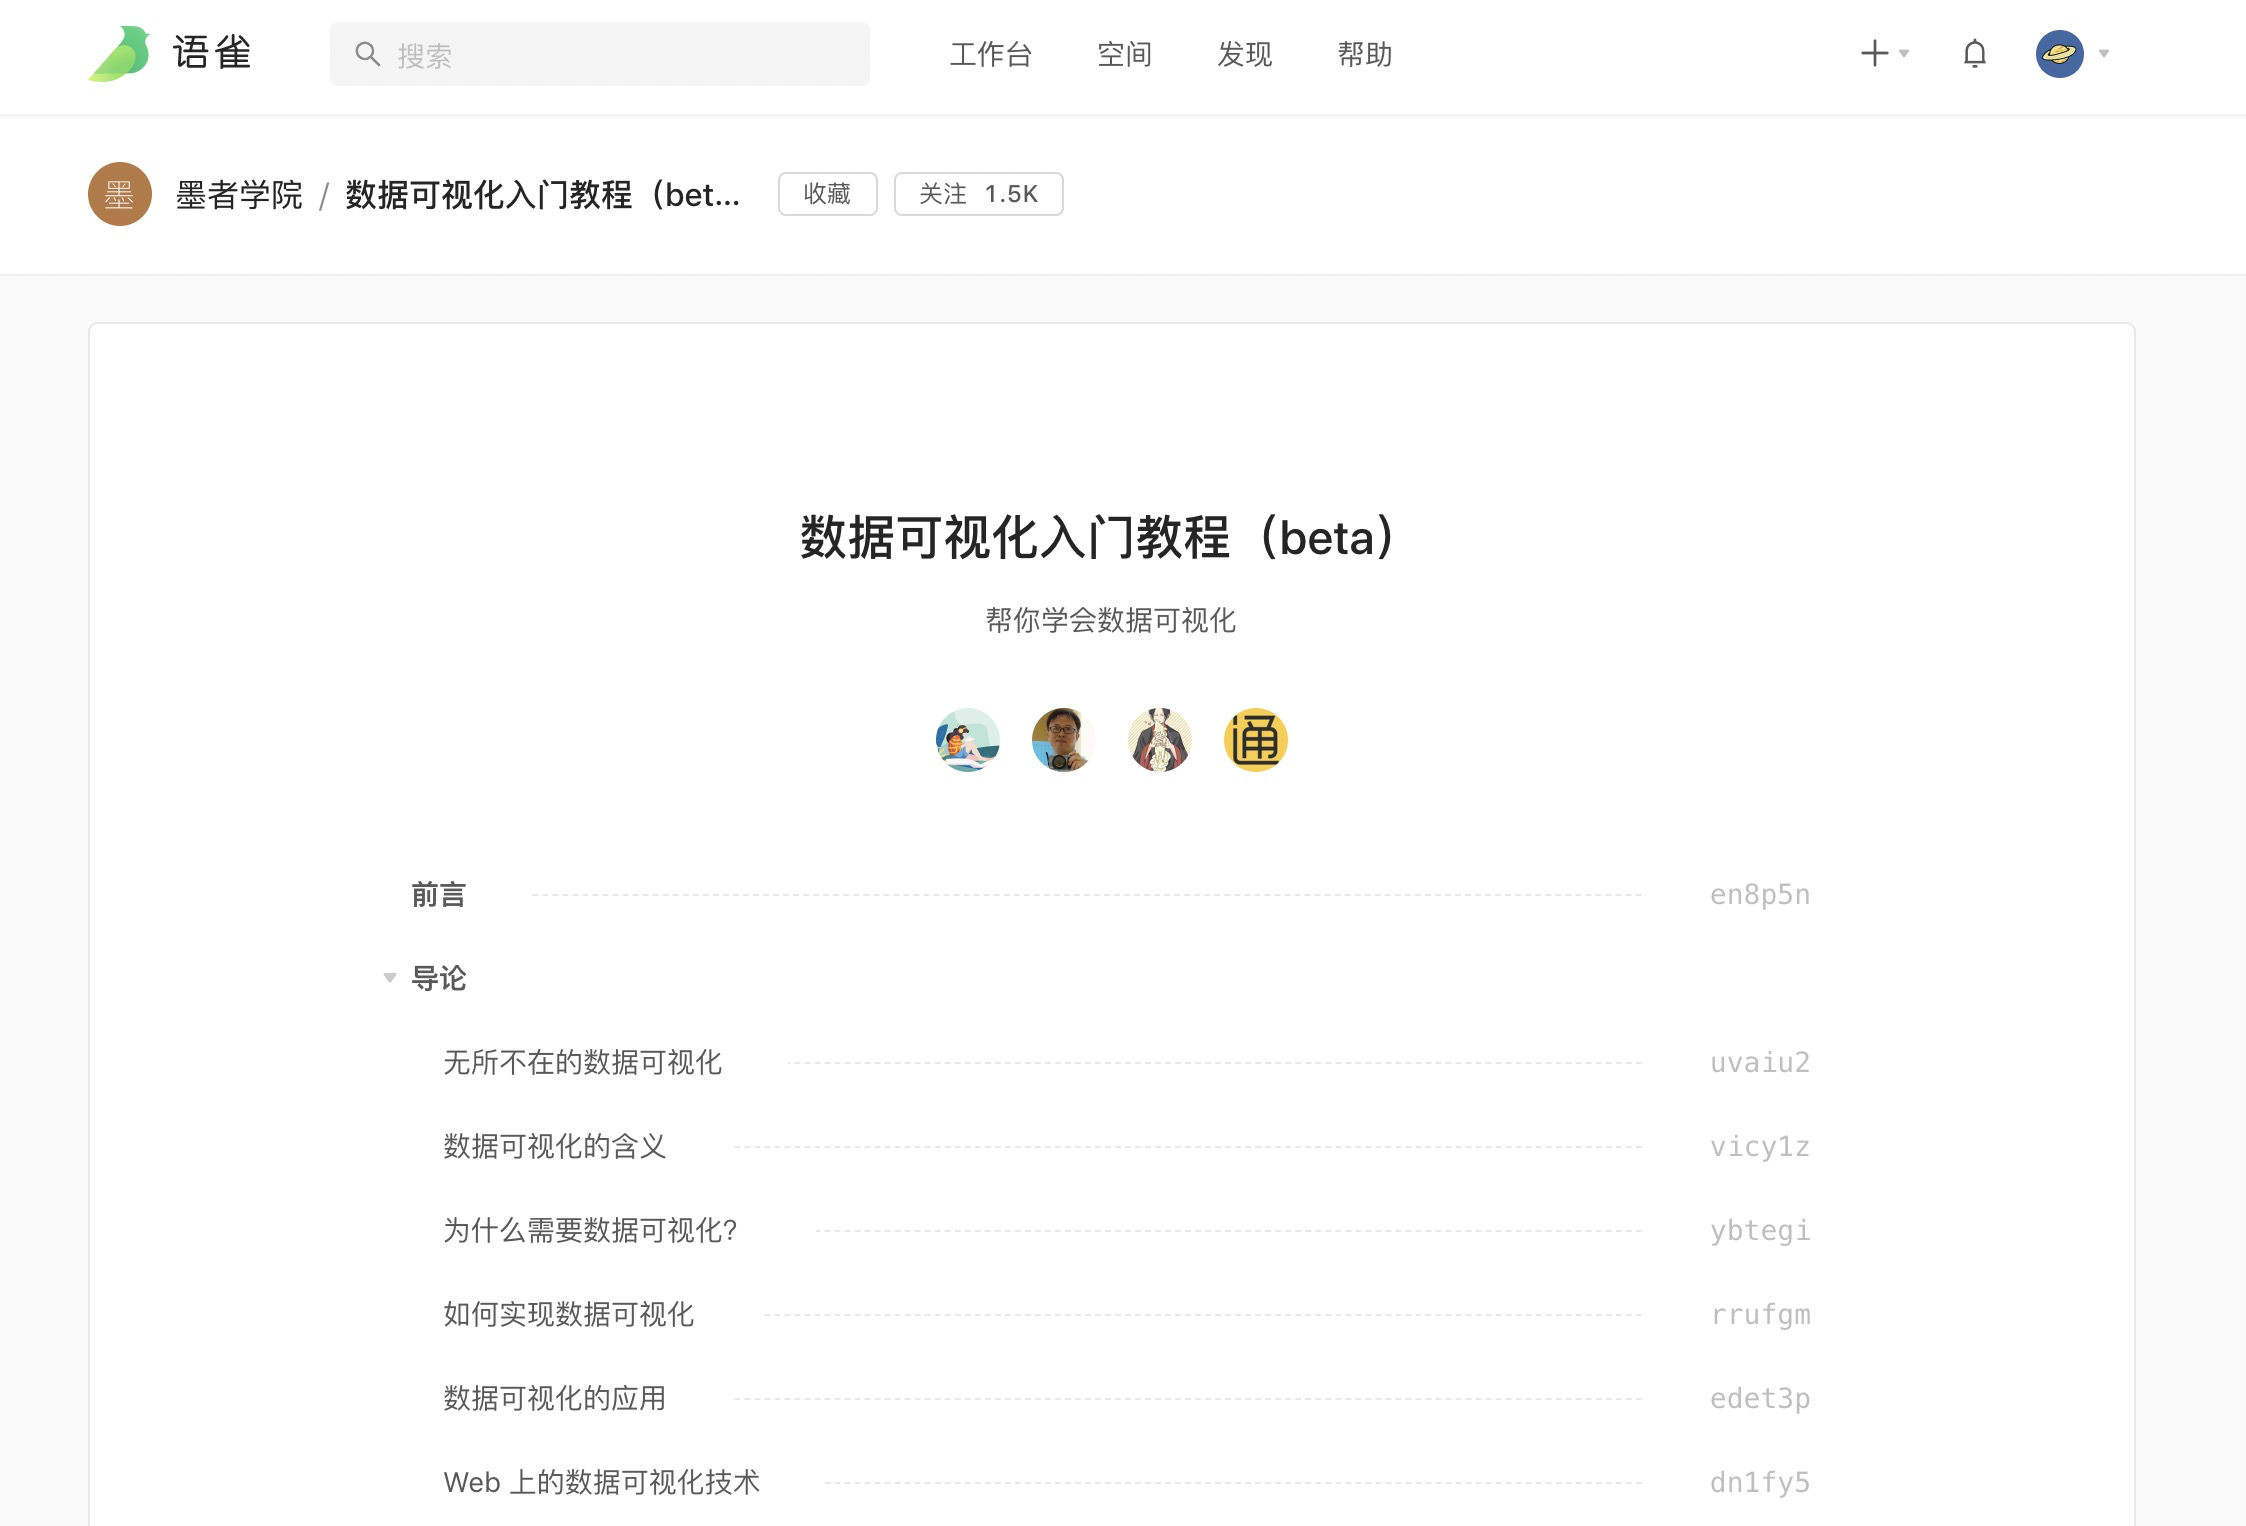 语雀
搜索
工作台 空间 发现 帮助
墨 墨者学院 / 数据可视化入门教程（bet... 收藏 关注 1.5K
数据可视化入门教程（beta）
帮你学会数据可视化
通
前言 en8p5n
导论
无所不在的数据可视化 uvaiu2
数据可视化的含义 vicy1z
为什么需要数据可视化？ ybtegi
如何实现数据可视化 rrufgm
数据可视化的应用 edet3p
Web 上的数据可视化技术 dn1fy5